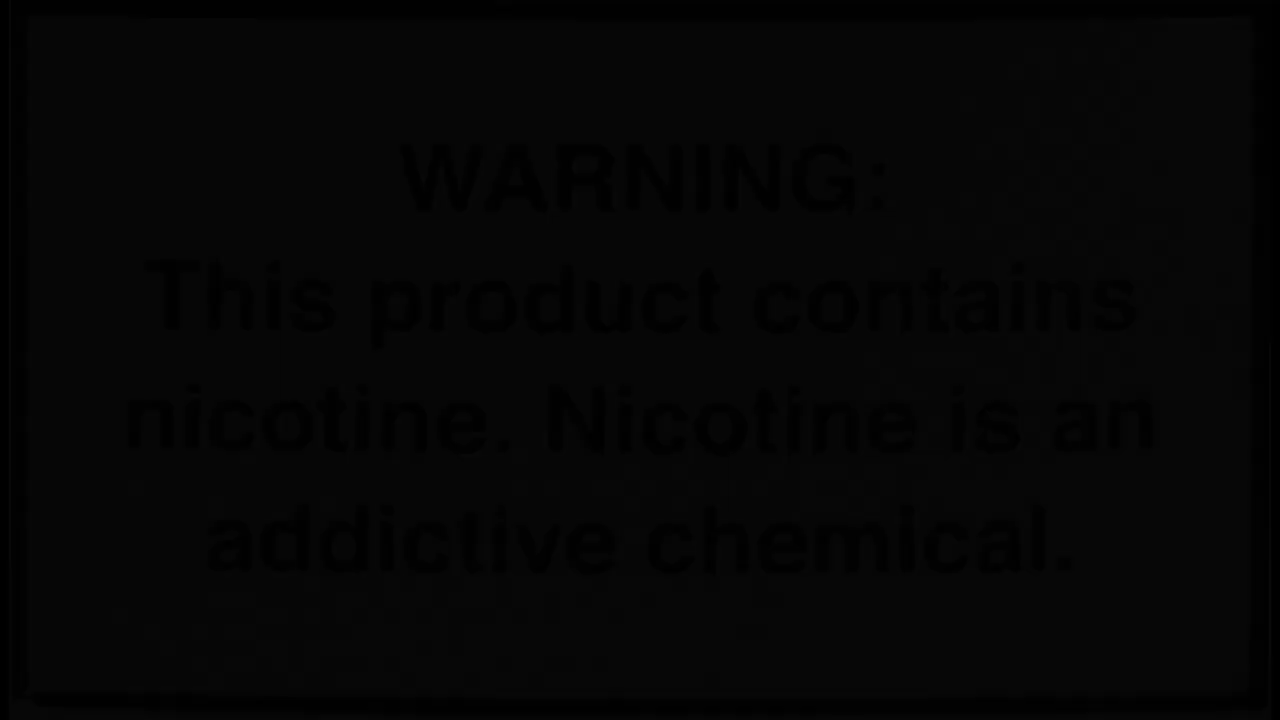 WARNING:
This product contains
nicotine. Nicotine is an
addictive chemical.